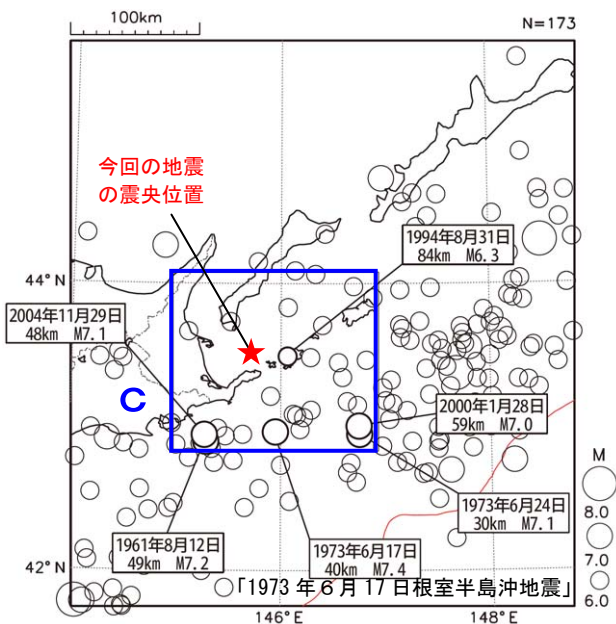 100km
N=173
今回の地震
の震央位置
1994年8月31日
84km M6.3
44°N
2004年11月29日
48km M7.1
C
2000年1月28日
59km M7.0
M
8.0
7.0
6.0
1973年6月24日
30km M7.1
1961年8月12日
49km M7.2
1973年6月17日
40km M7.4
42°N
「1973年6月17日根室半島沖地震」
146°E
148°E